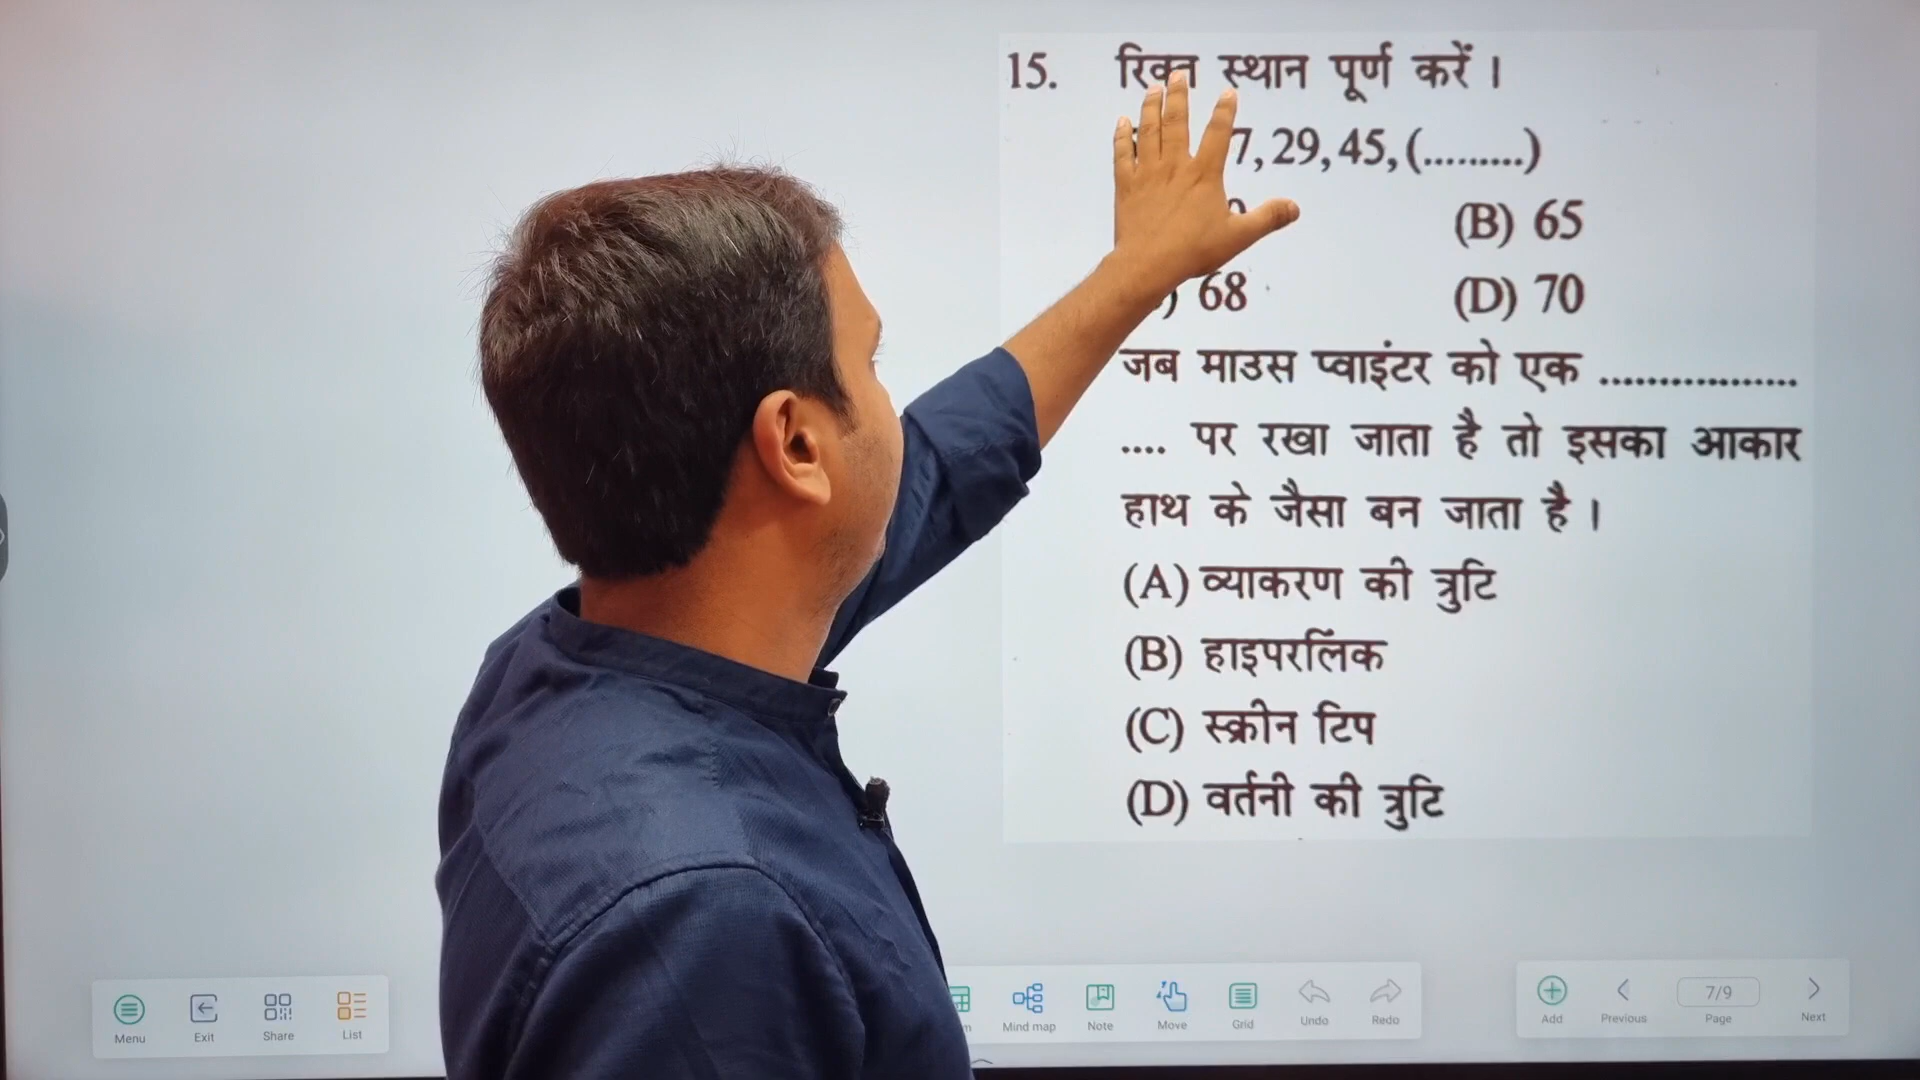 15. रिक्त स्थान पूर्ण करें ।
7, 29, 45, (.........)
(B) 65
68 (D) 70
जब माउस प्वाइंटर को एक .................
.... पर रखा जाता है तो इसका आकार
हाथ के जैसा बन जाता है ।
(A) व्याकरण की त्रुटि
(B) हाइपरलिंक
(C) स्क्रीन टिप
(D) वर्तनी की त्रुटि
Menu Exit Share List Mind map Note Move Grid Undo Redo Add Previous 7/9 Page Next